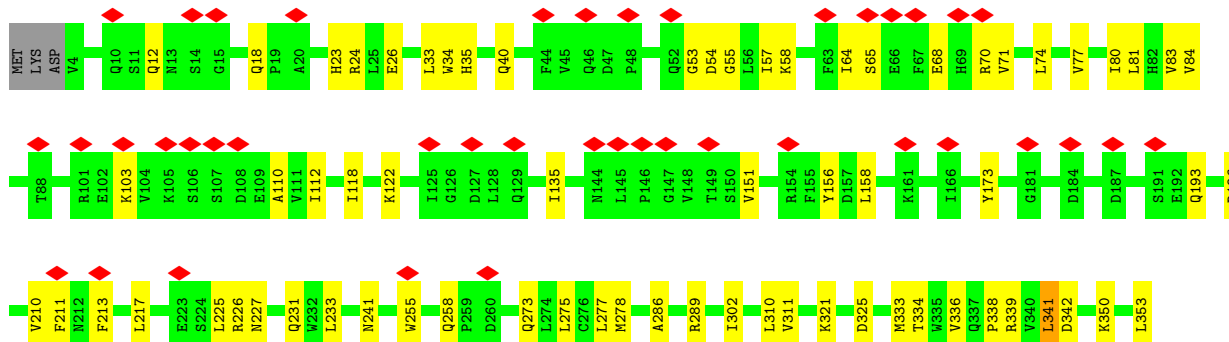 MET LYS ASP V4 Q10 S11 Q12 N13 S14 G15 Q18 P19 A20 H23 R24 L25 E26 L33 W34 H35 Q40 F44 V45 Q46 D47 P48 Q52 G53 D54 G55 L56 I57 K58 F63 I64 S65 E66 F67 E68 H69 R70 V71 L74 V77 I80 L81 H82 V83 V84
T88 R101 E102 K103 V104 K105 S106 S107 D108 E109 A110 V111 I112 I118 K122 I125 G126 D127 L128 Q129 I135 N144 L145 P146 G147 V148 T149 S150 V151 R154 F155 Y156 D157 L158 K161 I166 Y173 G181 D184 D187 S191 E192 Q193
V210 F211 N212 F213 L217 E223 S224 L225 R226 N227 Q231 W232 L233 N241 W255 Q258 P259 D260 Q273 L274 L275 C276 L277 M278 A286 R289 I302 L310 V311 K321 D325 M333 T334 W335 V336 Q337 P338 R339 V340 L341 D342 K350 L353